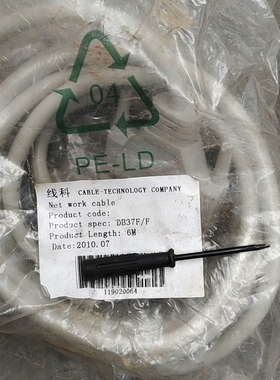 04
PE-LD
线科 CABLE-TECHNOLOGY COMPANY
Net work cable
Product code:
Product spec: DB37F/F
Product Length: 6M
Date:2010.07
119020064